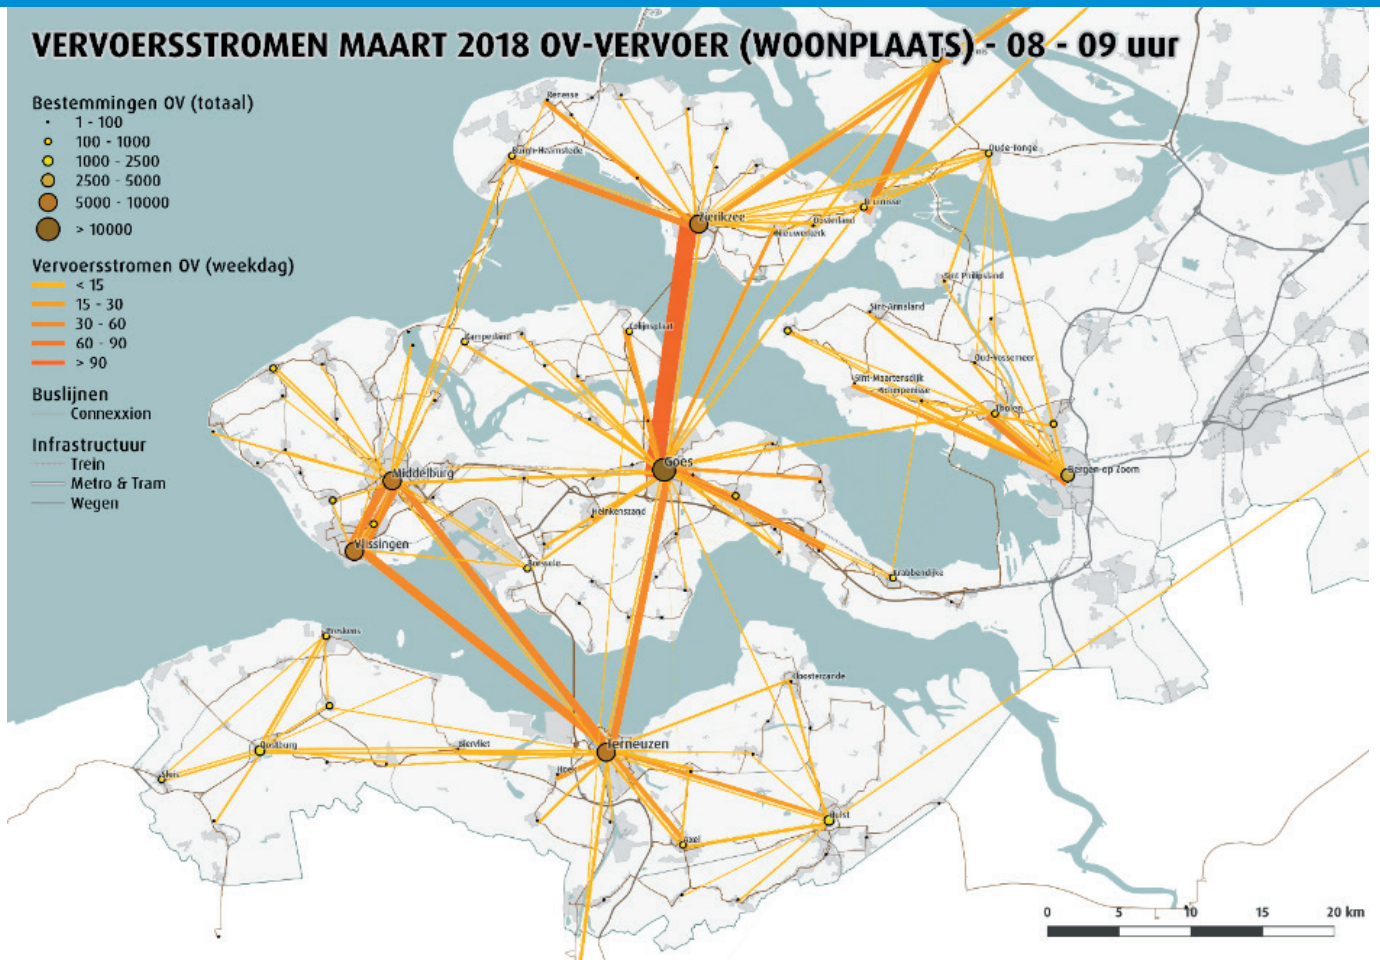 VERVOERSSTROMEN MAART 2018 OV-VERVOER (WOONPLAATS) - 08 - 09 uur
Bestemmingen OV (totaal)
1 - 100
100 - 1000
1000 - 2500
2500 - 5000
5000 - 10000
> 10000
Vervoersstromen OV (weekdag)
< 15
15 - 30
30 - 60
60 - 90
> 90
Buslijnen
Connexxion
Infrastructuur
Trein
Metro & Tram
Wegen
Renesse
Burgh-Haamstede
Oude-Tonge
Zierikzee
Bruinisse
Oosterland
Nieuwerkerk
Sint Philipsland
Sint-Annaland
Colijnsplaat
Kamperland
Oud-Vossemeer
Sint-Maartensdijk
Scherpenisse
Tholen
Goes
Bergen op Zoom
Middelburg
Heinkenszand
Vlissingen
Borssele
Krabbendijke
Breskens
Kloosterzande
Oostburg
Biervliet
Terneuzen
Sluis
Hoek
Hulst
Axel
0 5 10 15 20 km